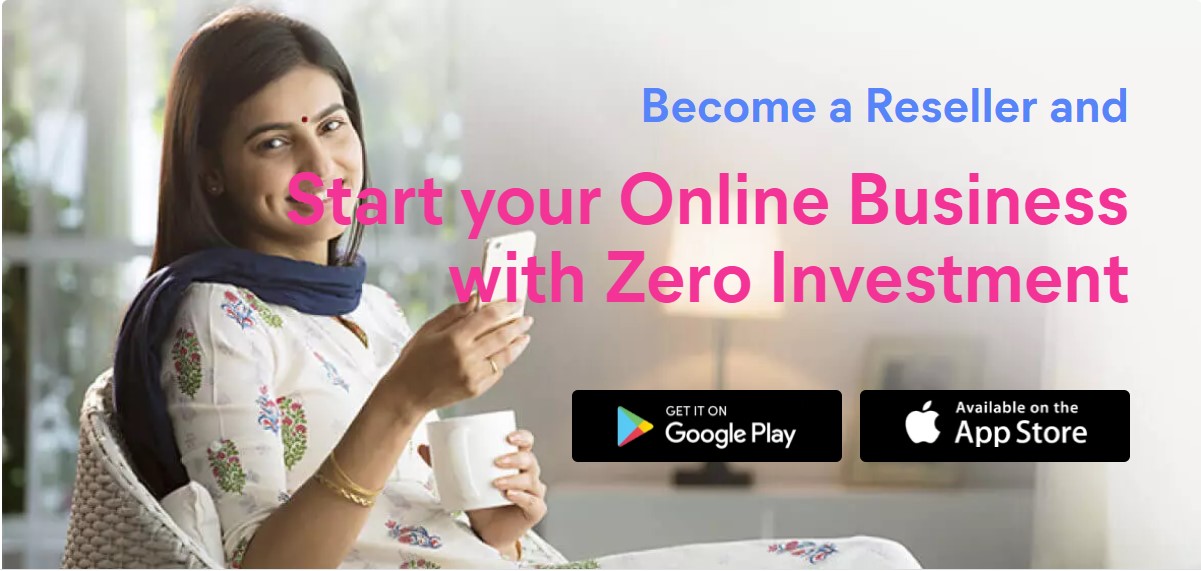 Become a Reseller and
Start your Online Business
with Zero Investment
GET IT ON
Google Play
Available on the
App Store